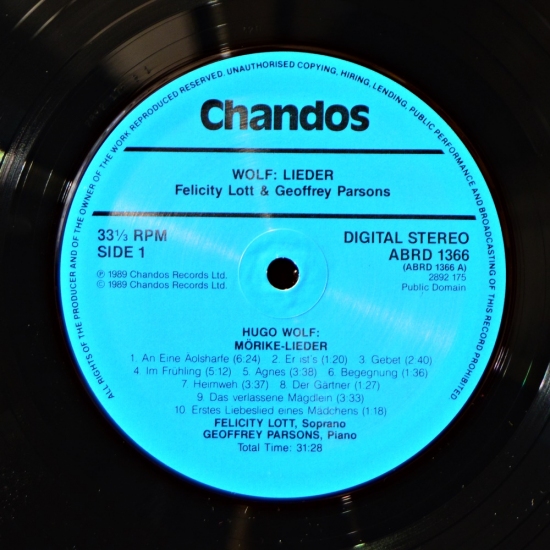 ALL RIGHTS OF THE PRODUCER AND OF THE OWNER OF THE WORK REPRODUCED RESERVED. UNAUTHORISED COPYING, HIRING, LENDING, PUBLIC PERFORMANCE AND BROADCASTING OF THIS RECORD PROHIBITED
Chandos
WOLF: LIEDER
Felicity Lott & Geoffrey Parsons
33⅓ RPM
SIDE 1
℗ 1989 Chandos Records Ltd.
© 1989 Chandos Records Ltd.
DIGITAL STEREO
ABRD 1366
(ABRD 1366 A)
2892 175
Public Domain
HUGO WOLF:
MÖRIKE-LIEDER
1. An Eine Äolsharfe (6:24) 2. Er ist's (1:20) 3. Gebet (2:40)
4. Im Frühling (5:12) 5. Agnes (3:38) 6. Begegnung (1:36)
7. Heimweh (3:37) 8. Der Gärtner (1:27)
9. Das verlassene Mägdlein (3:33)
10. Erstes Liebeslied eines Mädchens (1:18)
FELICITY LOTT, Soprano
GEOFFREY PARSONS, Piano
Total Time: 31:28